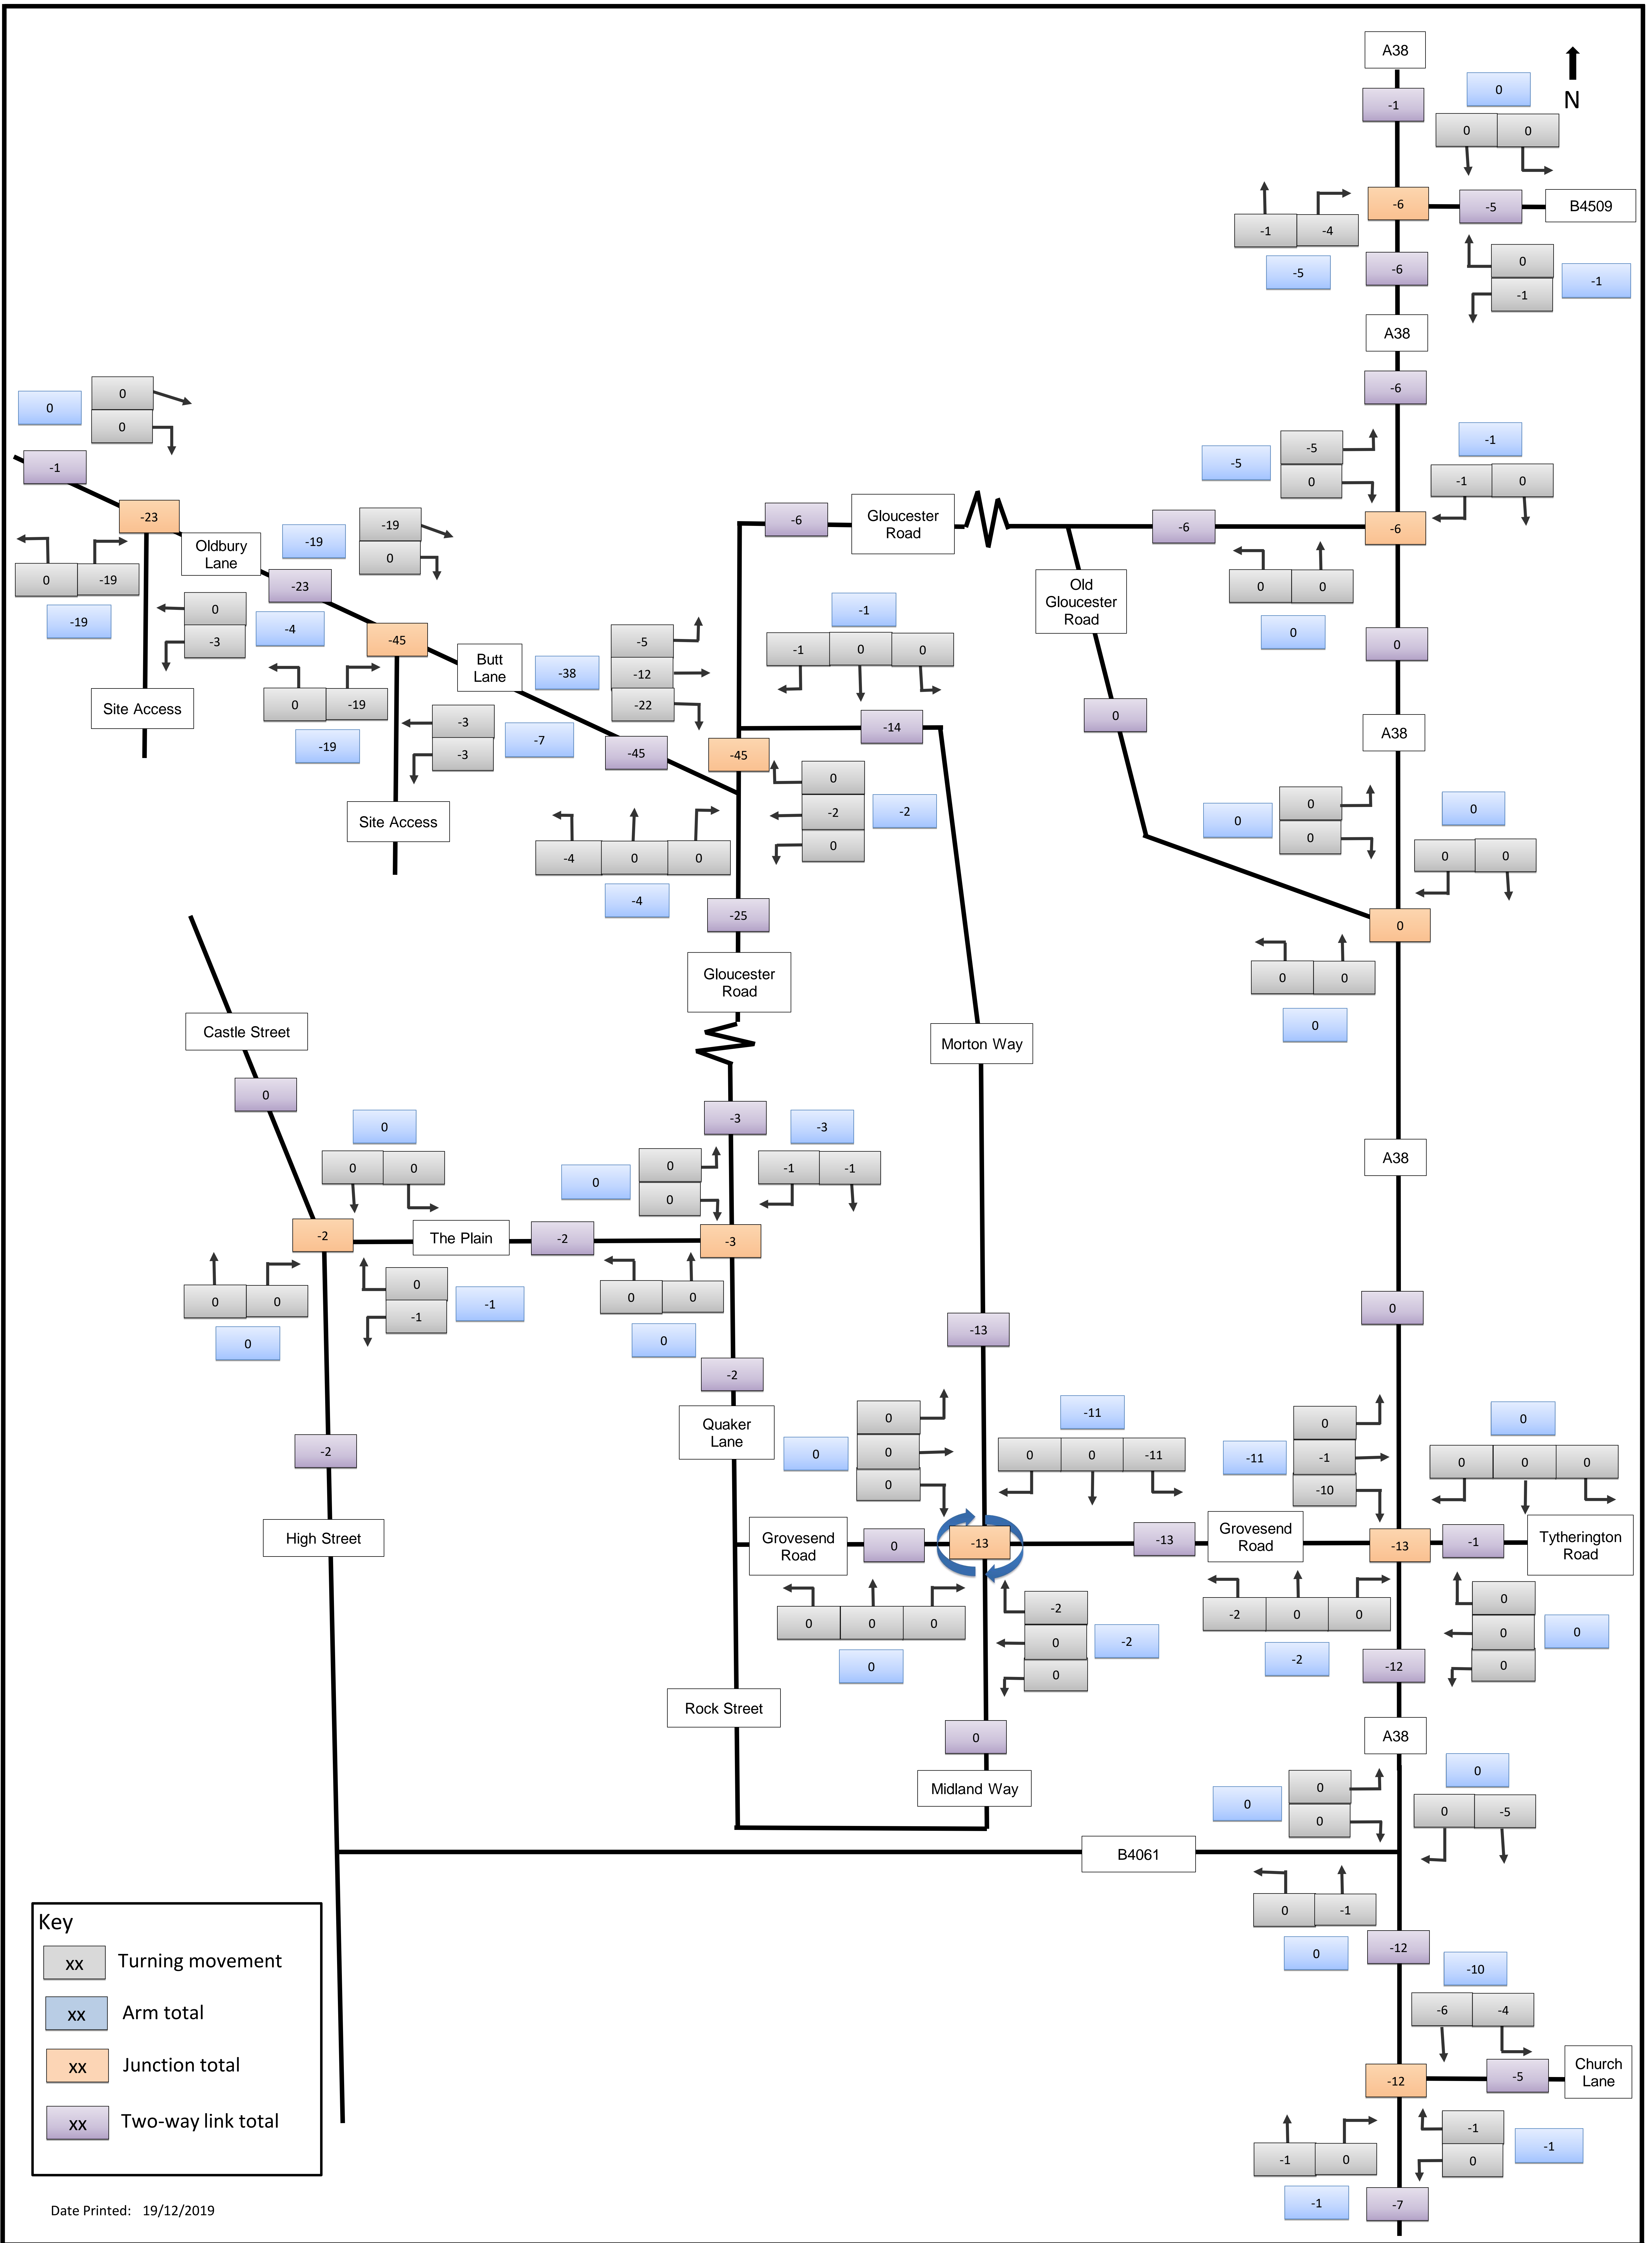 A38
N
-1
0
0 0
-6
-5
B4509
-1 -4
-5
-6
0
-1
-1
A38
-6
0
0
0
-1
-23
Oldbury
Lane
-19
-19
0
0 -19
-19
-23
0
-3
-4
-45
Site Access
0 -19
-19
-3
-3
-7
Site Access
Butt
Lane
-38
-5
-12
-22
-45
-45
-1
-1 0 0
-14
0
-2
0
-2
-4 0 0
-4
-25
-6
Gloucester
Road
-6
-5
-5
0
-1
-1 0
-6
0 0
0
Old
Gloucester
Road
0
0
A38
0
0
0
0
0 0
0
0 0
0
Gloucester
Road
Morton Way
A38
Castle Street
0
0
0 0
-2
The Plain
-2
0 0
0
0
-1
-1
-3
-3
0
0
0
-1 -1
-3
0 0
0
-2
Quaker
Lane
-2
High Street
-13
0
0
0
0
0
-11
0 0 -11
Grovesend
Road
0
-13
-13
Grovesend
Road
0 0 0
0
-2
0
0
-2
0
-11
0
-1
-10
0
0 0 0
-13
-1
Tytherington
Road
-2 0 0
-2
0
0
0
0
-12
Rock Street
0
Midland Way
A38
0
0
0
0
0 -5
B4061
0 -1
0
-12
-10
-6 -4
-12
-5
Church
Lane
-1 0
-1
-1
0
-1
-7
Key
xx Turning movement
xx Arm total
xx Junction total
xx Two-way link total
Date Printed: 19/12/2019